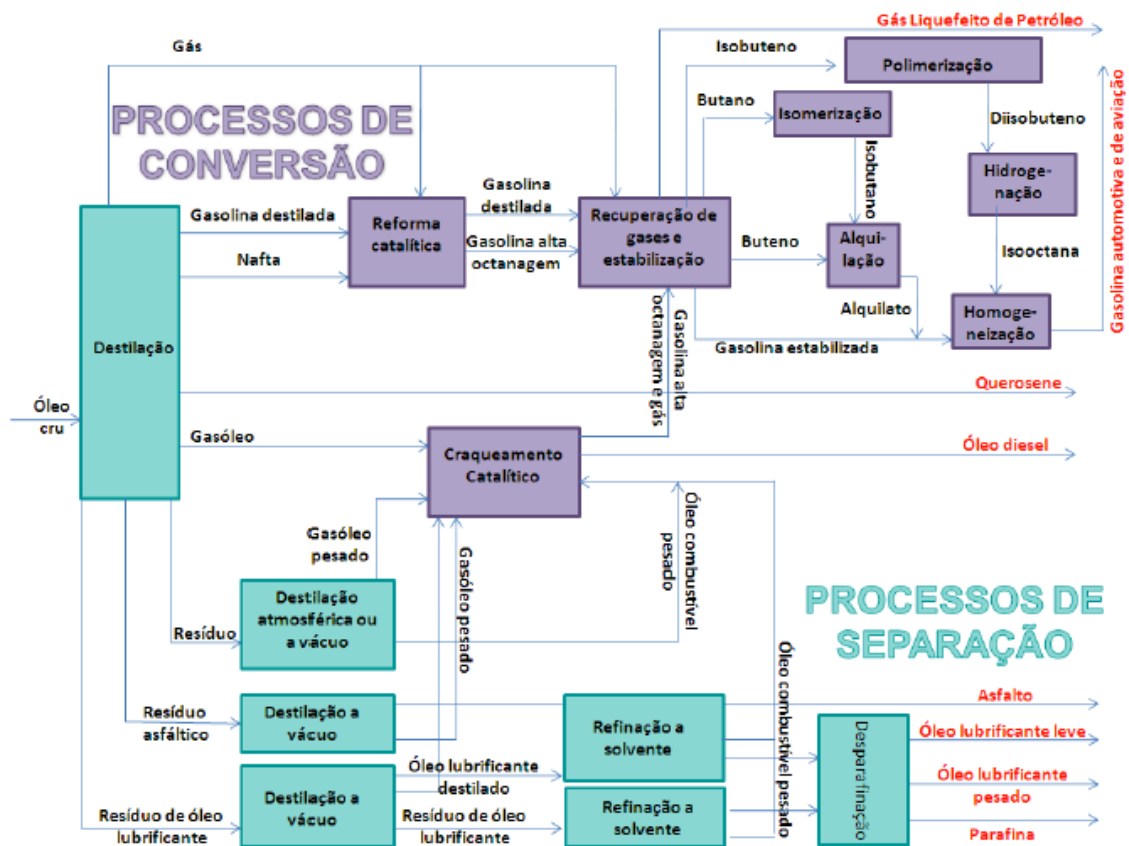 Gás Liquefeito de Petróleo
Gás
Isobuteno
Polimerização
PROCESSOS DE
CONVERSÃO
Butano
Isomerização
Diisobuteno
Isobutano
Hidroge-
nação
Gasolina automotiva e de aviação
Gasolina destilada
Nafta
Reforma
catalítica
Gasolina
destilada
Gasolina alta
octanagem
Recuperação de
gases e
estabilização
Buteno
Alqui-
lação
Isooctana
Alquilato
Homoge-
neização
Gasolina estabilizada
Gasolina alta
octanagem e gás
Destilação
Óleo
cru
Querosene
Gasóleo
Craqueamento
Catalítico
Óleo diesel
Gasóleo
pesado
Gasóleo pesado
Óleo combustível
pesado
Resíduo
Destilação
atmosférica ou
a vácuo
PROCESSOS DE
SEPARAÇÃO
Óleo combustível pesado
Resíduo
asfáltico
Destilação a
vácuo
Refinação a
solvente
Asfalto
Óleo lubrificante leve
Óleo lubrificante
destilado
Desparafinação
Óleo lubrificante
pesado
Resíduo de óleo
lubrificante
Destilação a
vácuo
Resíduo de óleo
lubrificante
Refinação a
solvente
Parafina